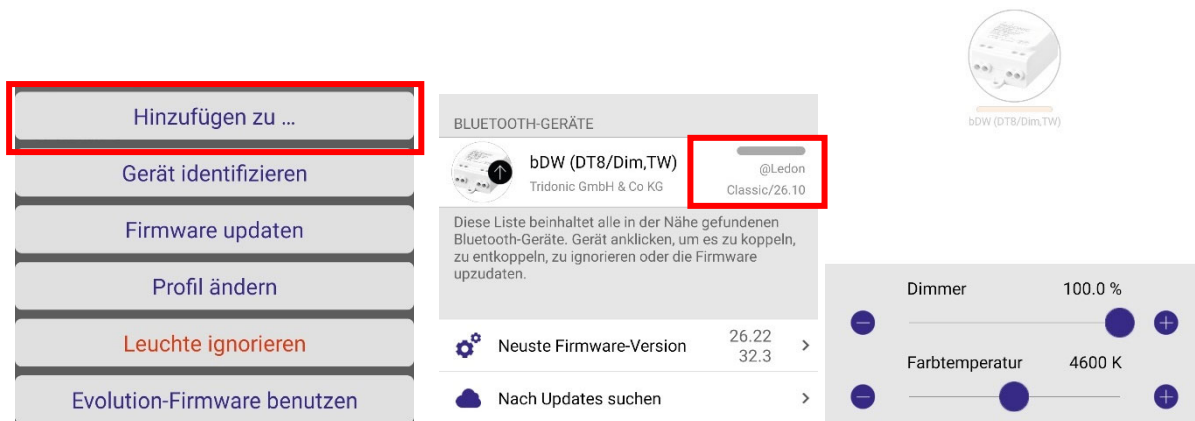 Hinzufügen zu ...
Gerät identifizieren
Firmware updaten
Profil ändern
Leuchte ignorieren
Evolution-Firmware benutzen
BLUETOOTH-GERÄTE
bDW (DT8/Dim,TW)
Tridonic GmbH & Co KG
@Ledon
Classic/26.10
Diese Liste beinhaltet alle in der Nähe gefundenen
Bluetooth-Geräte. Gerät anklicken, um es zu koppeln,
zu entkoppeln, zu ignorieren oder die Firmware
upzudaten.
Neuste Firmware-Version
26.22
32.3
Nach Updates suchen
bDW (DT8/Dim,TW)
Dimmer 100.0 %
Farbtemperatur 4600 K